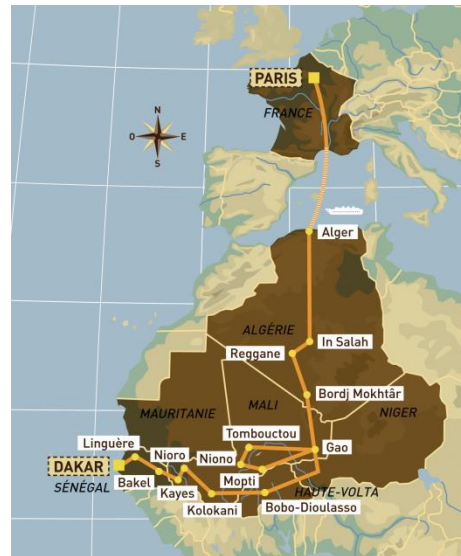 PARIS
FRANCE
N
O
E
S
Alger
ALGÉRIE
In Salah
Reggane
Bordj Mokhtâr
MAURITANIE
MALI
NIGER
Tombouctou
Linguère
Nioro
Niono
Gao
DAKAR
SÉNÉGAL
Bakel
Kayes
Mopti
HAUTE-VOLTA
Kolokani
Bobo-Dioulasso